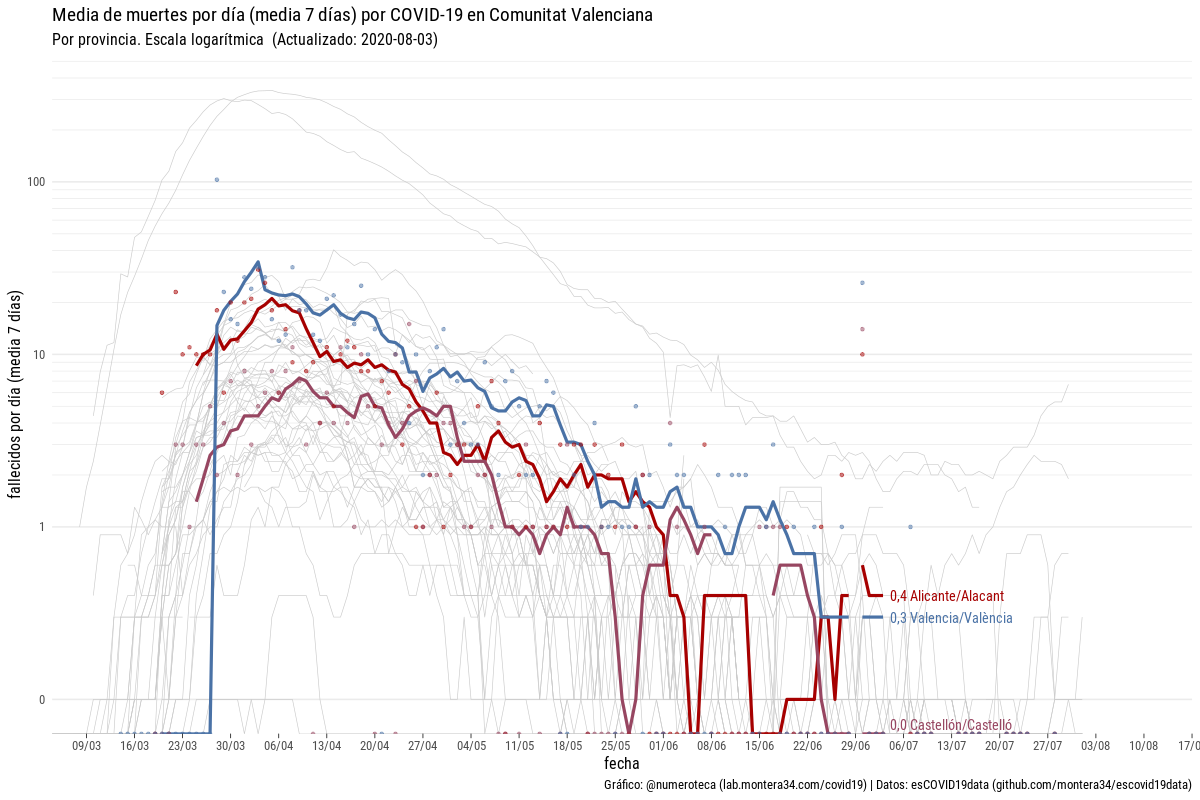 Media de muertes por día (media 7 días) por COVID-19 en Comunitat Valenciana
Por provincia. Escala logarítmica (Actualizado: 2020-08-03)
fallecidos por día (media 7 días)
100
10
1
0
0,4 Alicante/Alacant
0,3 Valencia/València
0,0 Castellón/Castelló
09/03 16/03 23/03 30/03 06/04 13/04 20/04 27/04 04/05 11/05 18/05 25/05 01/06 08/06 15/06 22/06 29/06 06/07 13/07 20/07 27/07 03/08 10/08 17/0
fecha
Gráfico: @numeroteca (lab.montera34.com/covid19) | Datos: esCOVID19data (github.com/montera34/escovid19data)